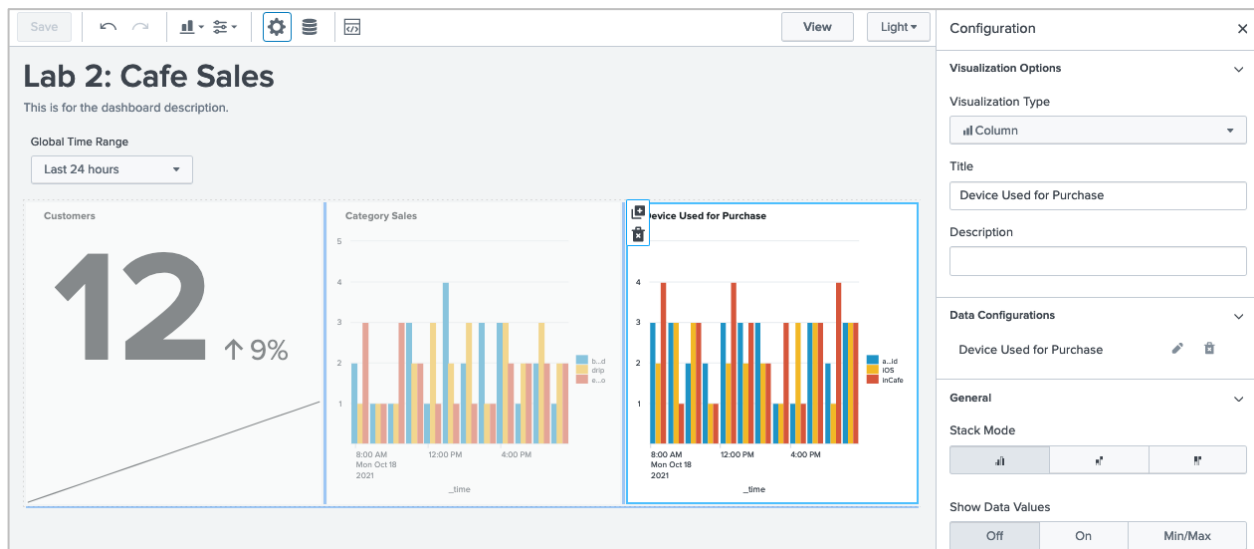 Save
View
Light
Configuration
Lab 2: Cafe Sales
This is for the dashboard description.
Global Time Range
Last 24 hours
Customers
12
9%
Category Sales
5
4
3
2
1
8:00 AM
Mon Oct 18
2021
12:00 PM
4:00 PM
_time
b...d
drip
e...o
Device Used for Purchase
4
3
2
1
8:00 AM
Mon Oct 18
2021
12:00 PM
4:00 PM
_time
a...id
iOS
inCafe
Visualization Options
Visualization Type
Column
Title
Device Used for Purchase
Description
Data Configurations
Device Used for Purchase
General
Stack Mode
Show Data Values
Off
On
Min/Max